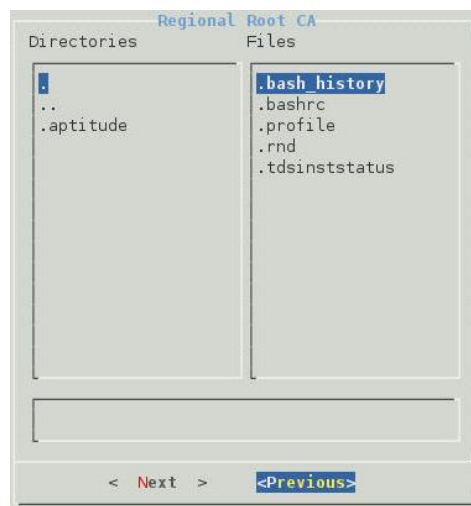 Regional Root CA
Directories
Files
.
..
.aptitude
.bash_history
.bashrc
.profile
.rnd
.tdsinststatus
< Next >
<Previous>